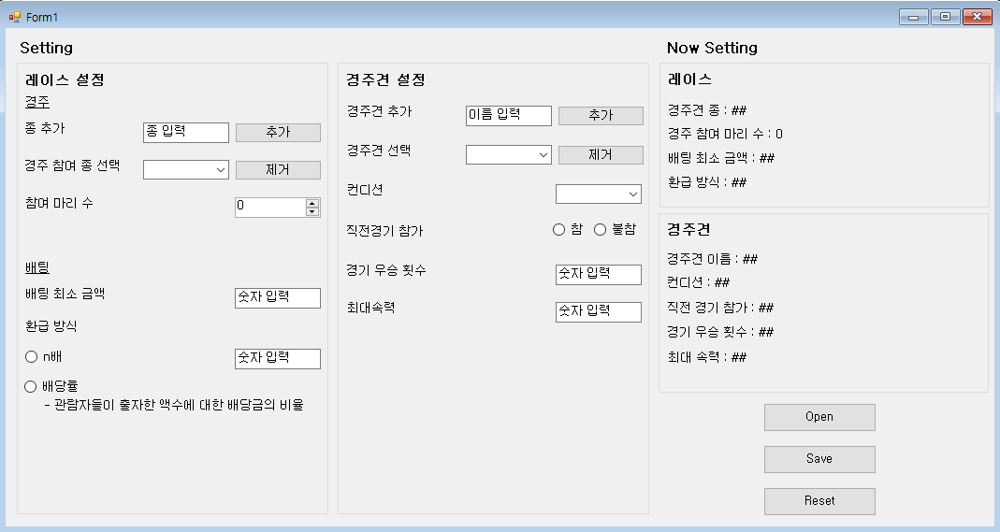 Form1
Setting
레이스 설정
경주
종 추가
종 입력
추가
경주 참여 종 선택
제거
참여 마리 수
0
배팅
배팅 최소 금액
숫자 입력
환급 방식
n배
숫자 입력
배당률
- 관람자들이 출자한 액수에 대한 배당금의 비율
경주견 설정
경주견 추가
이름 입력
추가
경주견 선택
제거
컨디션
직전경기 참가
참
불참
경기 우승 횟수
숫자 입력
최대속력
숫자 입력
Now Setting
레이스
경주견 종 : ##
경주 참여 마리 수 : 0
배팅 최소 금액 : ##
환급 방식 : ##
경주견
경주견 이름 : ##
컨디션 : ##
직전 경기 참가 : ##
경기 우승 횟수 : ##
최대 속력 : ##
Open
Save
Reset